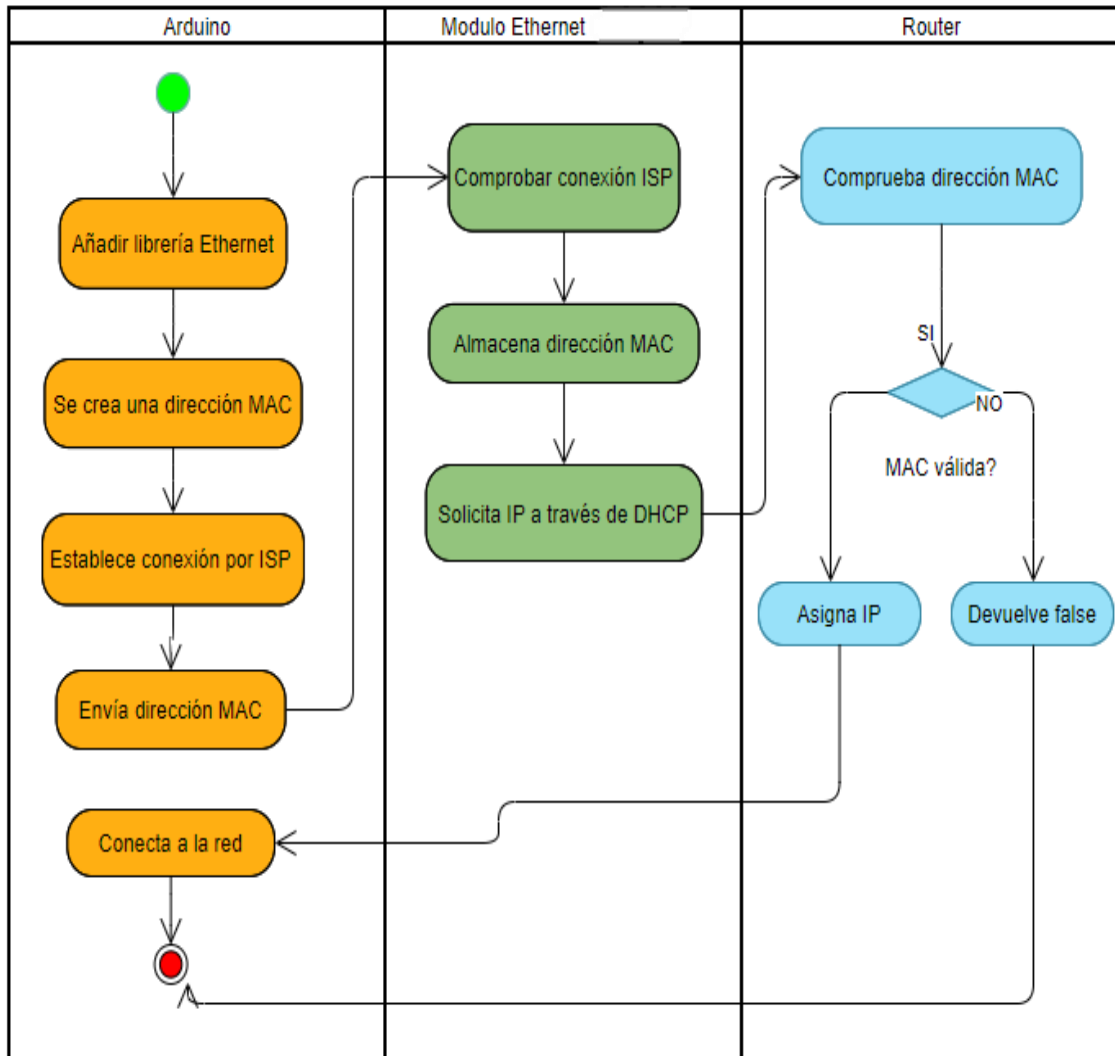 Arduino
Modulo Ethernet
Router
Añadir librería Ethernet
Se crea una dirección MAC
Establece conexión por ISP
Envía dirección MAC
Conecta a la red
Comprobar conexión ISP
Almacena dirección MAC
Solicita IP a través de DHCP
Comprueba dirección MAC
SI
NO
MAC válida?
Asigna IP
Devuelve false